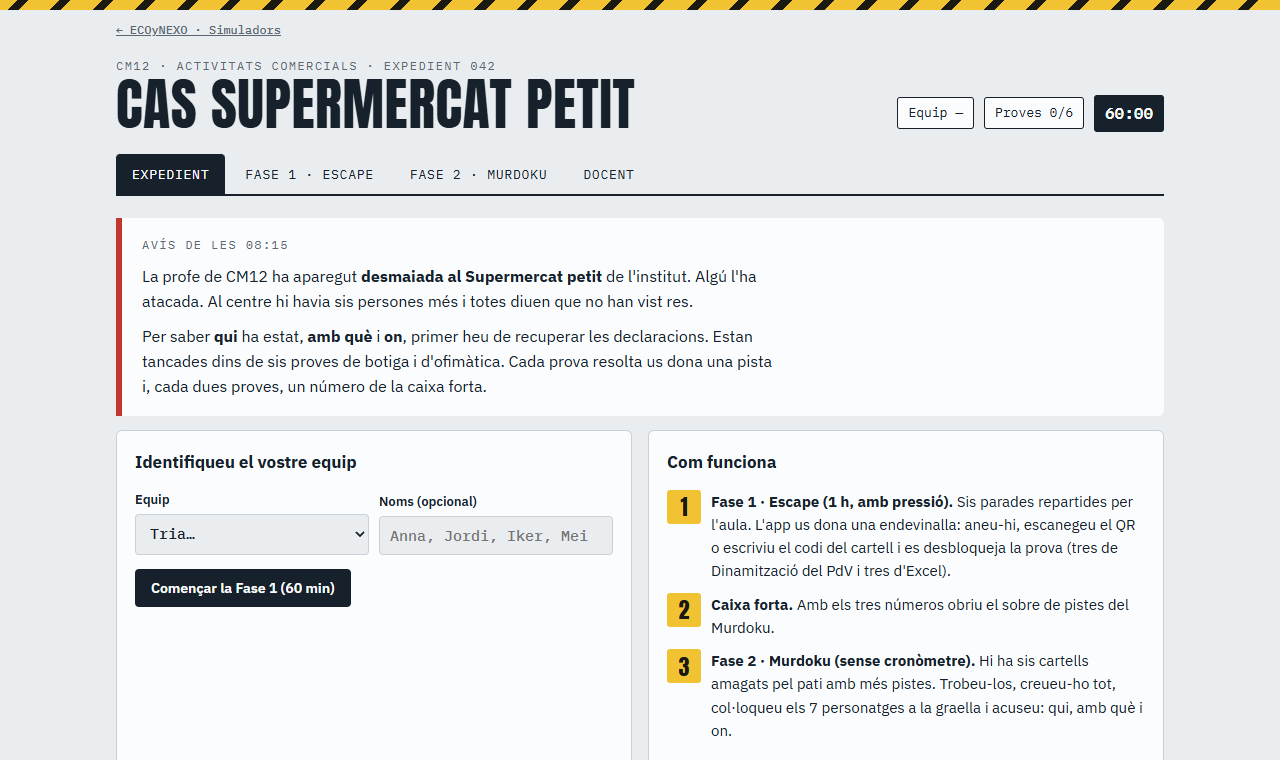 ← ECOyNEXO · Simuladors
CM12 · ACTIVITATS COMERCIALS · EXPEDIENT 042
CAS SUPERMERCAT PETIT
Equip —
Proves 0/6
60:00
EXPEDIENT
FASE 1 · ESCAPE
FASE 2 · MURDOKU
DOCENT
AVÍS DE LES 08:15
La profe de CM12 ha aparegut desmaiada al Supermercat petit de l'institut. Algú l'ha
atacada. Al centre hi havia sis persones més i totes diuen que no han vist res.
Per saber qui ha estat, amb què i on, primer heu de recuperar les declaracions. Estan
tancades dins de sis proves de botiga i d'ofimàtica. Cada prova resolta us dona una pista
i, cada dues proves, un número de la caixa forta.
Identifiqueu el vostre equip
Equip
Tria…
Noms (opcional)
Anna, Jordi, Iker, Mei
Començar la Fase 1 (60 min)
Com funciona
1
Fase 1 · Escape (1 h, amb pressió). Sis parades repartides per
l'aula. L'app us dona una endevinalla: aneu-hi, escanegeu el QR
o escriviu el codi del cartell i es desbloqueja la prova (tres de
Dinamització del PdV i tres d'Excel).
2
Caixa forta. Amb els tres números obriu el sobre de pistes del
Murdoku.
3
Fase 2 · Murdoku (sense cronòmetre). Hi ha sis cartells
amagats pel pati amb més pistes. Trobeu-los, creueu-ho tot,
col·loqueu els 7 personatges a la graella i acuseu: qui, amb què i
on.